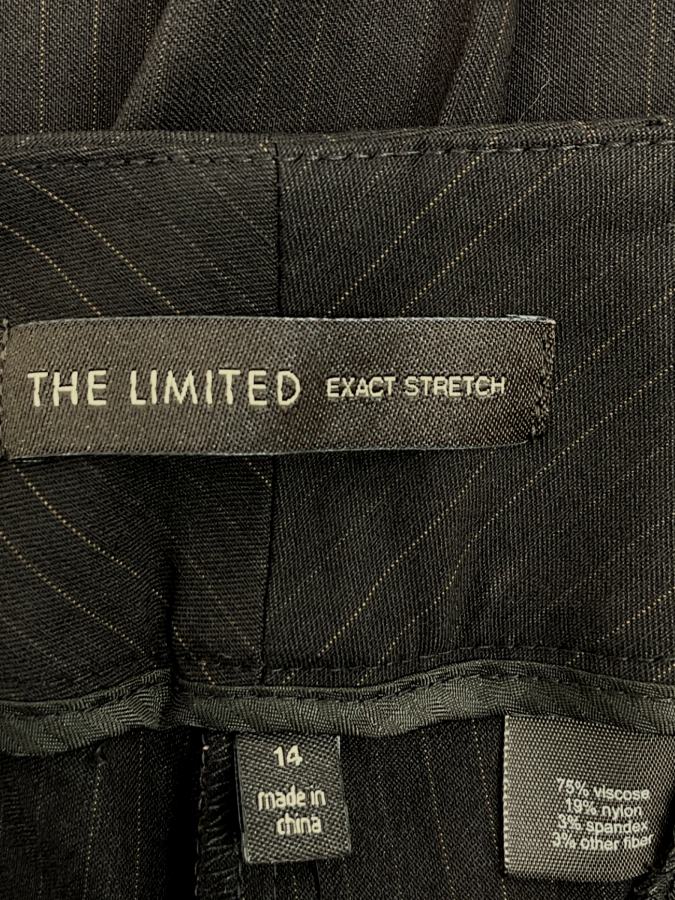 THE LIMITED EXACT STRETCH
14
made in
china
75% viscose
19% nylon
3% spandex
3% other fiber